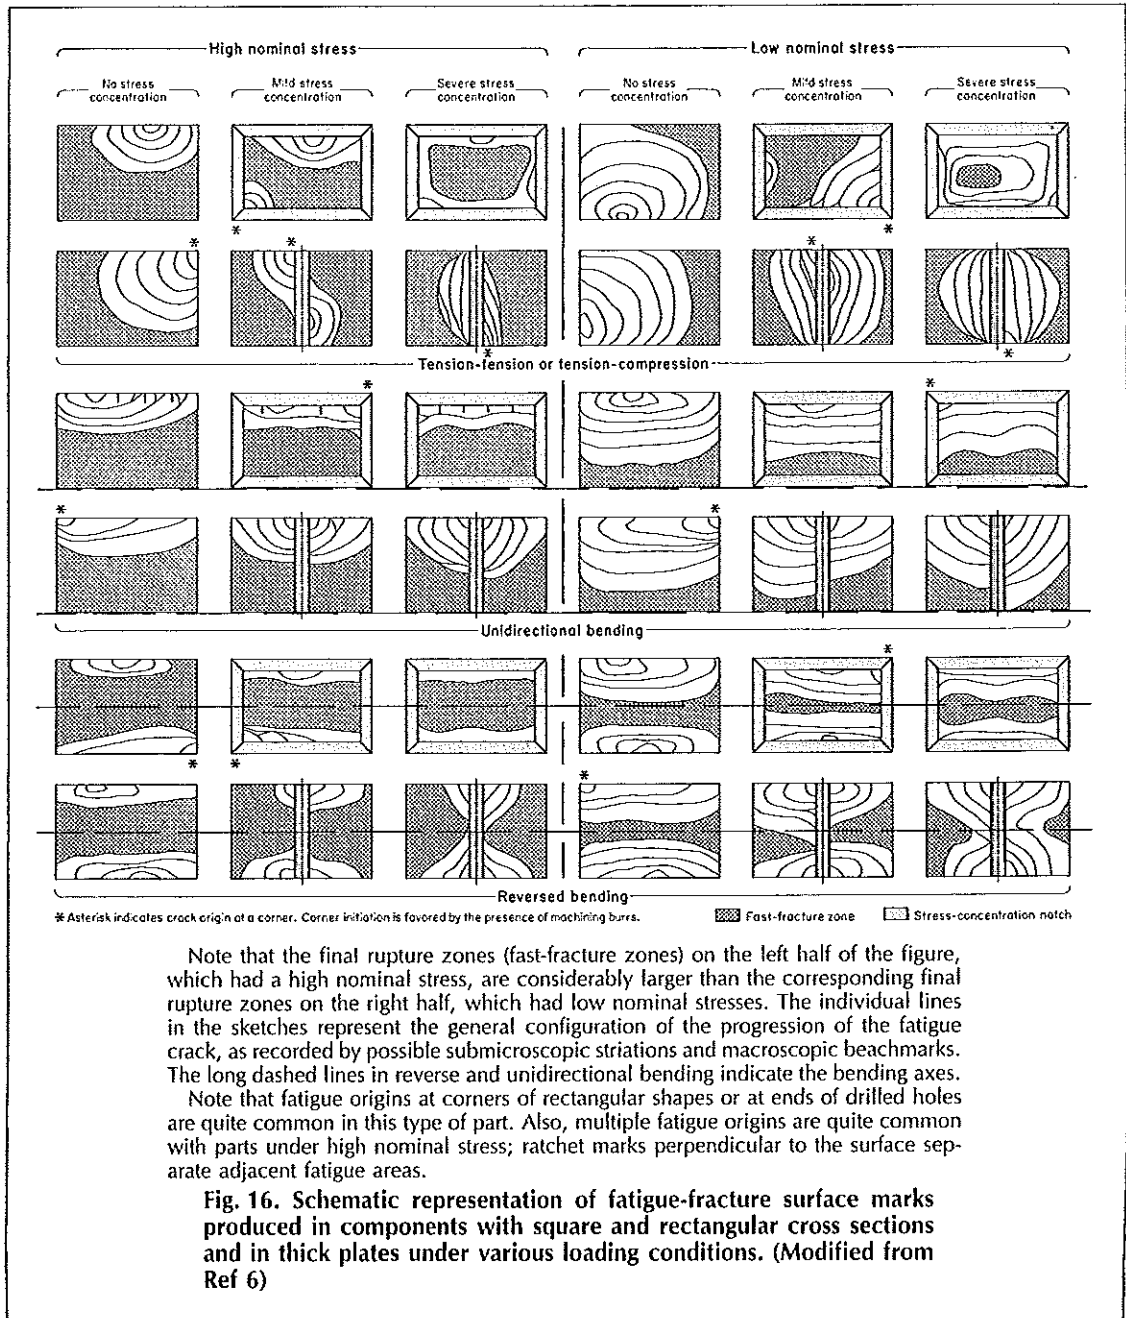 High nominal stress
Low nominal stress
No stress concentration
Mild stress concentration
Severe stress concentration
No stress concentration
Mild stress concentration
Severe stress concentration
*
*
*
*
*
*
*
Tension-tension or tension-compression
*
*
*
*
Unidirectional bending
*
*
*
*
Reversed bending
* Asterisk indicates crack origin at a corner. Corner initiation is favored by the presence of machining burrs.
Fast-fracture zone
Stress-concentration notch
Note that the final rupture zones (fast-fracture zones) on the left half of the figure,
which had a high nominal stress, are considerably larger than the corresponding final
rupture zones on the right half, which had low nominal stresses. The individual lines
in the sketches represent the general configuration of the progression of the fatigue
crack, as recorded by possible submicroscopic striations and macroscopic beachmarks.
The long dashed lines in reverse and unidirectional bending indicate the bending axes.
Note that fatigue origins at corners of rectangular shapes or at ends of drilled holes
are quite common in this type of part. Also, multiple fatigue origins are quite common
with parts under high nominal stress; ratchet marks perpendicular to the surface sep-
arate adjacent fatigue areas.
Fig. 16. Schematic representation of fatigue-fracture surface marks
produced in components with square and rectangular cross sections
and in thick plates under various loading conditions. (Modified from
Ref 6)